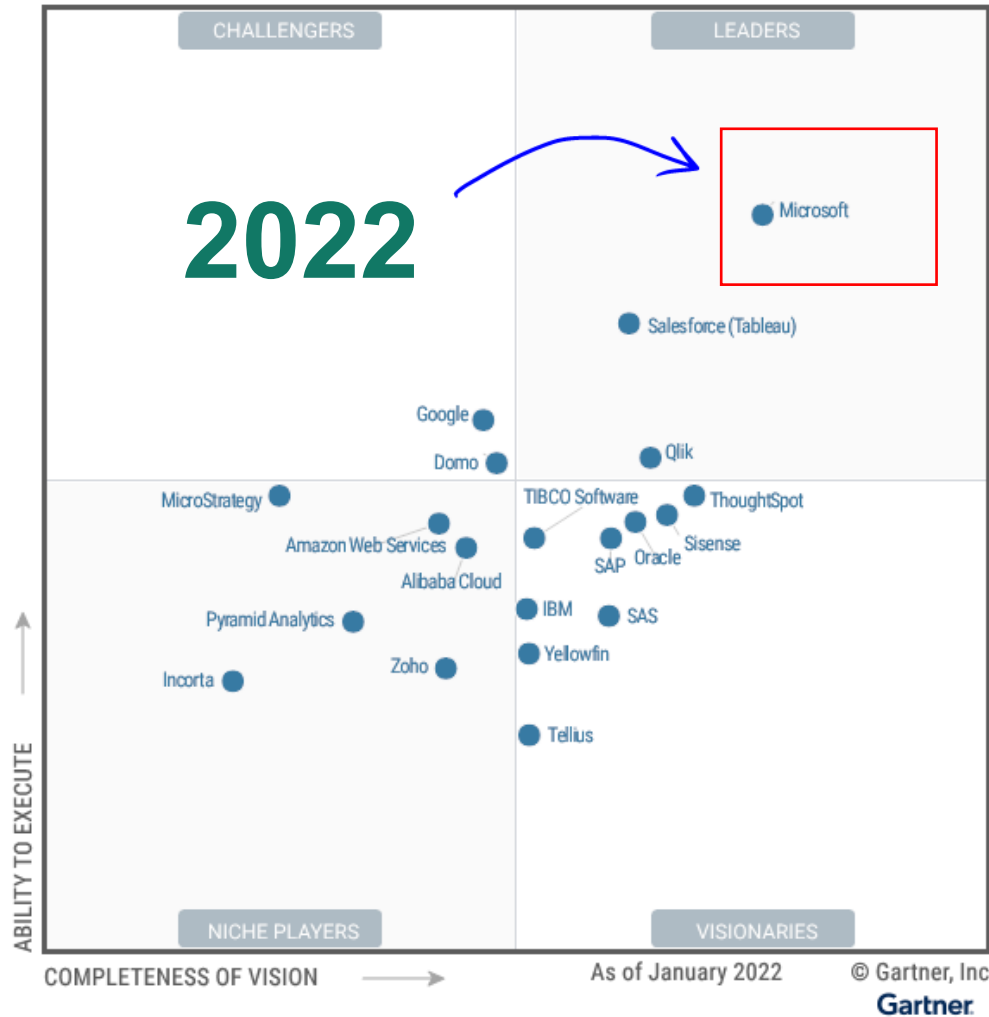 CHALLENGERS
LEADERS
2022
Microsoft
Salesforce (Tableau)
Google
Domo
Qlik
MicroStrategy
TIBCO Software
ThoughtSpot
Amazon Web Services
Sisense
Oracle
SAP
Alibaba Cloud
IBM
SAS
Pyramid Analytics
Yellowfin
Zoho
Incorta
Tellius
ABILITY TO EXECUTE
NICHE PLAYERS
VISIONARIES
COMPLETENESS OF VISION
As of January 2022
© Gartner, Inc
Gartner